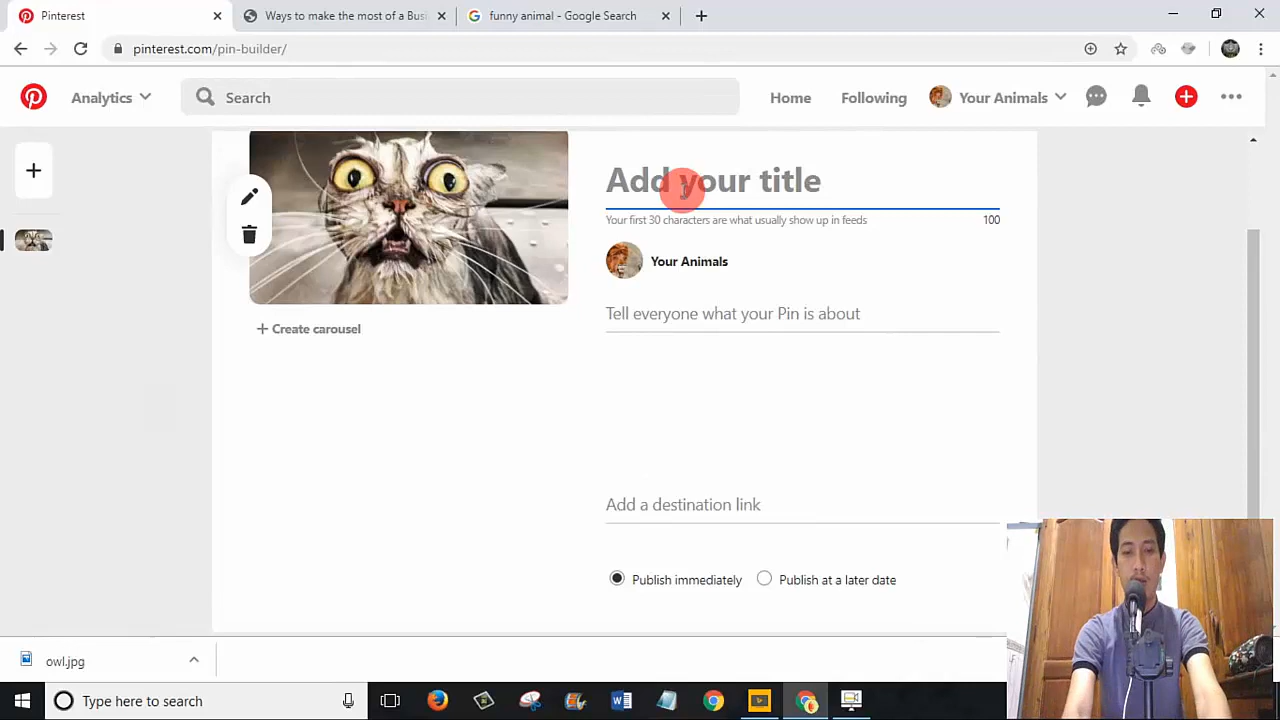 Pinterest
Ways to make the most of a Busi
funny animal - Google Search
pinterest.com/pin-builder/
Analytics
Search
Home
Following
Your Animals
Add your title
Your first 30 characters are what usually show up in feeds
100
Your Animals
Tell everyone what your Pin is about
Create carousel
Add a destination link
Publish immediately
Publish at a later date
owl.jpg
Type here to search